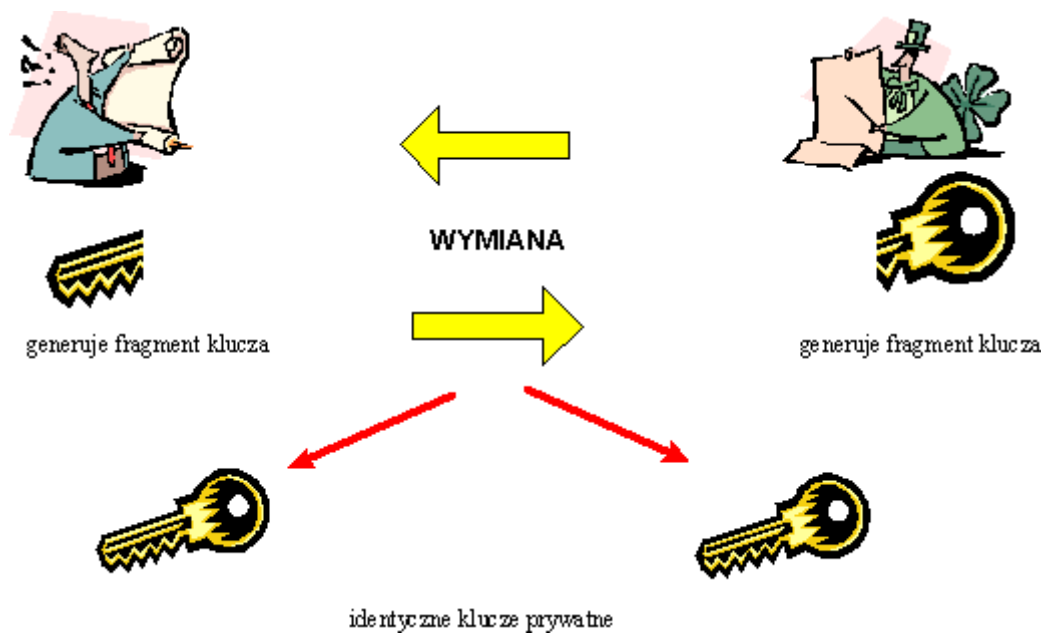 !?!
WYMIANA
generuje fragment klucza
generuje fragment klucza
identyczne klucze prywatne